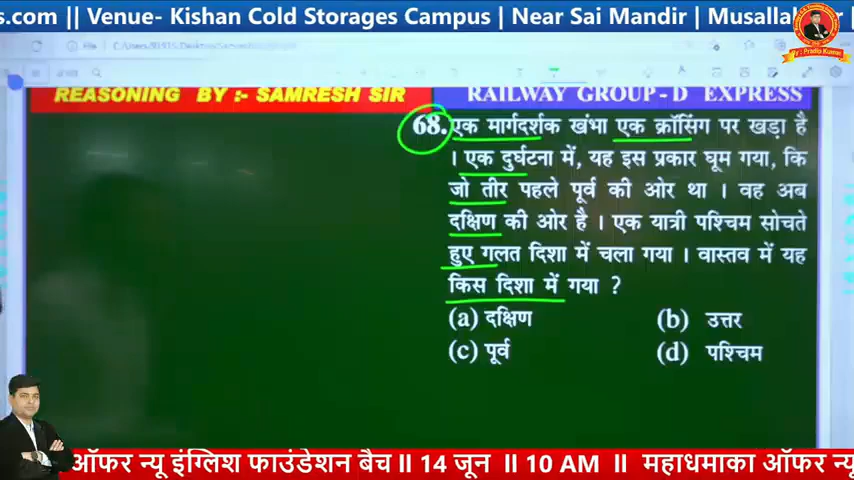 s.com || Venue- Kishan Cold Storages Campus | Near Sai Mandir | Musallah
REASONING BY :- SAMRESH SIR
RAILWAY GROUP - D EXPRESS
68. एक मार्गदर्शक खंभा एक क्रॉसिंग पर खड़ा है
। एक दुर्घटना में, यह इस प्रकार घूम गया, कि
जो तीर पहले पूर्व की ओर था । वह अब
दक्षिण की ओर है । एक यात्री पश्चिम सोचते
हुए गलत दिशा में चला गया । वास्तव में यह
किस दिशा में गया ?
(a) दक्षिण (b) उत्तर
(c) पूर्व (d) पश्चिम
ऑफर न्यू इंग्लिश फाउंडेशन बैच II 14 जून II 10 AM II महाधमाका ऑफर न्यू